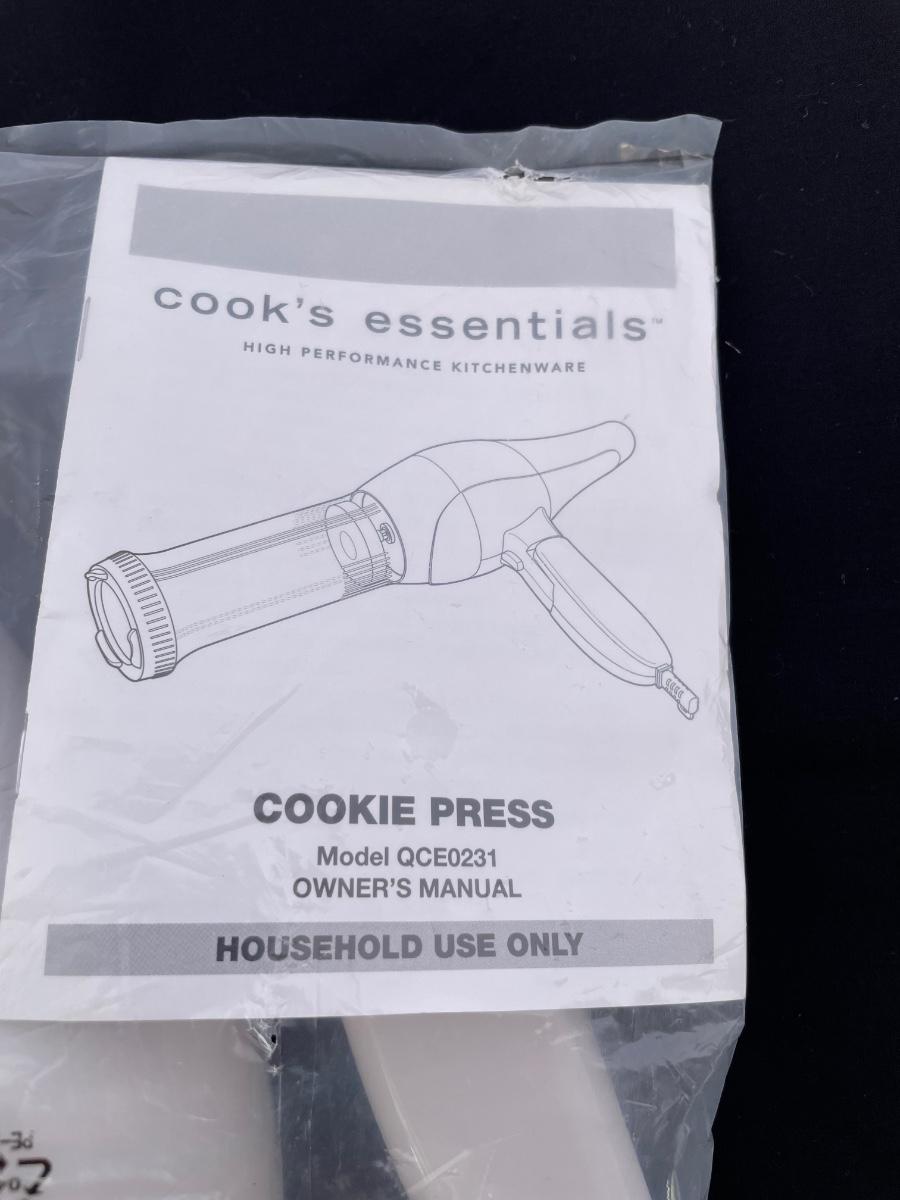 cook's essentials™
HIGH PERFORMANCE KITCHENWARE
COOKIE PRESS
Model QCE0231
OWNER'S MANUAL
HOUSEHOLD USE ONLY